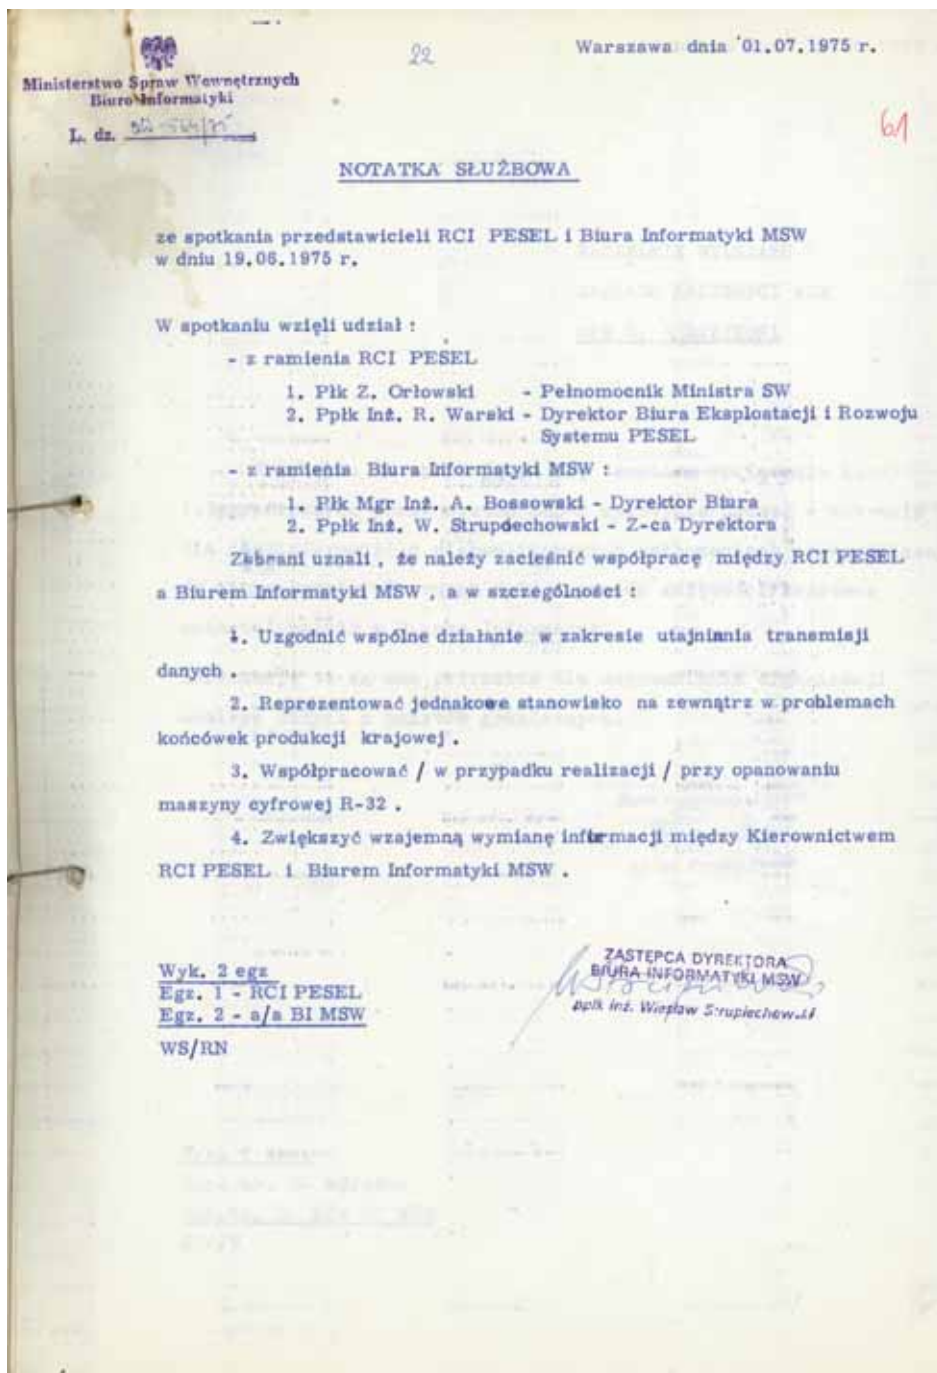 22
Warszawa dnia 01.07.1975 r.
Ministerstwo Spraw Wewnętrznych
Biuro Informatyki
L. dz.
61
NOTATKA SŁUŻBOWA
ze spotkania przedstawicieli RCI PESEL i Biura Informatyki MSW
w dniu 19.06.1975 r.
W spotkaniu wzięli udział :
- z ramienia RCI PESEL
1. Płk Z. Orłowski - Pełnomocnik Ministra SW
2. Ppłk Inż. R. Warski - Dyrektor Biura Eksploatacji i Rozwoju
Systemu PESEL
- z ramienia Biura Informatyki MSW :
1. Płk Mgr Inż. A. Bossowski - Dyrektor Biura
2. Ppłk Inż. W. Strupiechowski - Z-ca Dyrektora
Zebrani uznali , że należy zacieśnić współpracę między RCI PESEL
a Biurem Informatyki MSW , a w szczególności :
1. Uzgodnić wspólne działanie w zakresie utajniania transmisji
danych .
2. Reprezentować jednakowe stanowisko na zewnątrz w problemach
końcówek produkcji krajowej .
3. Współpracować / w przypadku realizacji / przy opanowaniu
maszyny cyfrowej R-32 .
4. Zwiększyć wzajemną wymianę informacji między Kierownictwem
RCI PESEL i Biurem Informatyki MSW .
Wyk. 2 egz
Egz. 1 - RCI PESEL
Egz. 2 - a/a BI MSW
WS/RN
ZASTĘPCA DYREKTORA
BIURA INFORMATYKI MSW
ppłk inż. Wiesław Strupiechowski